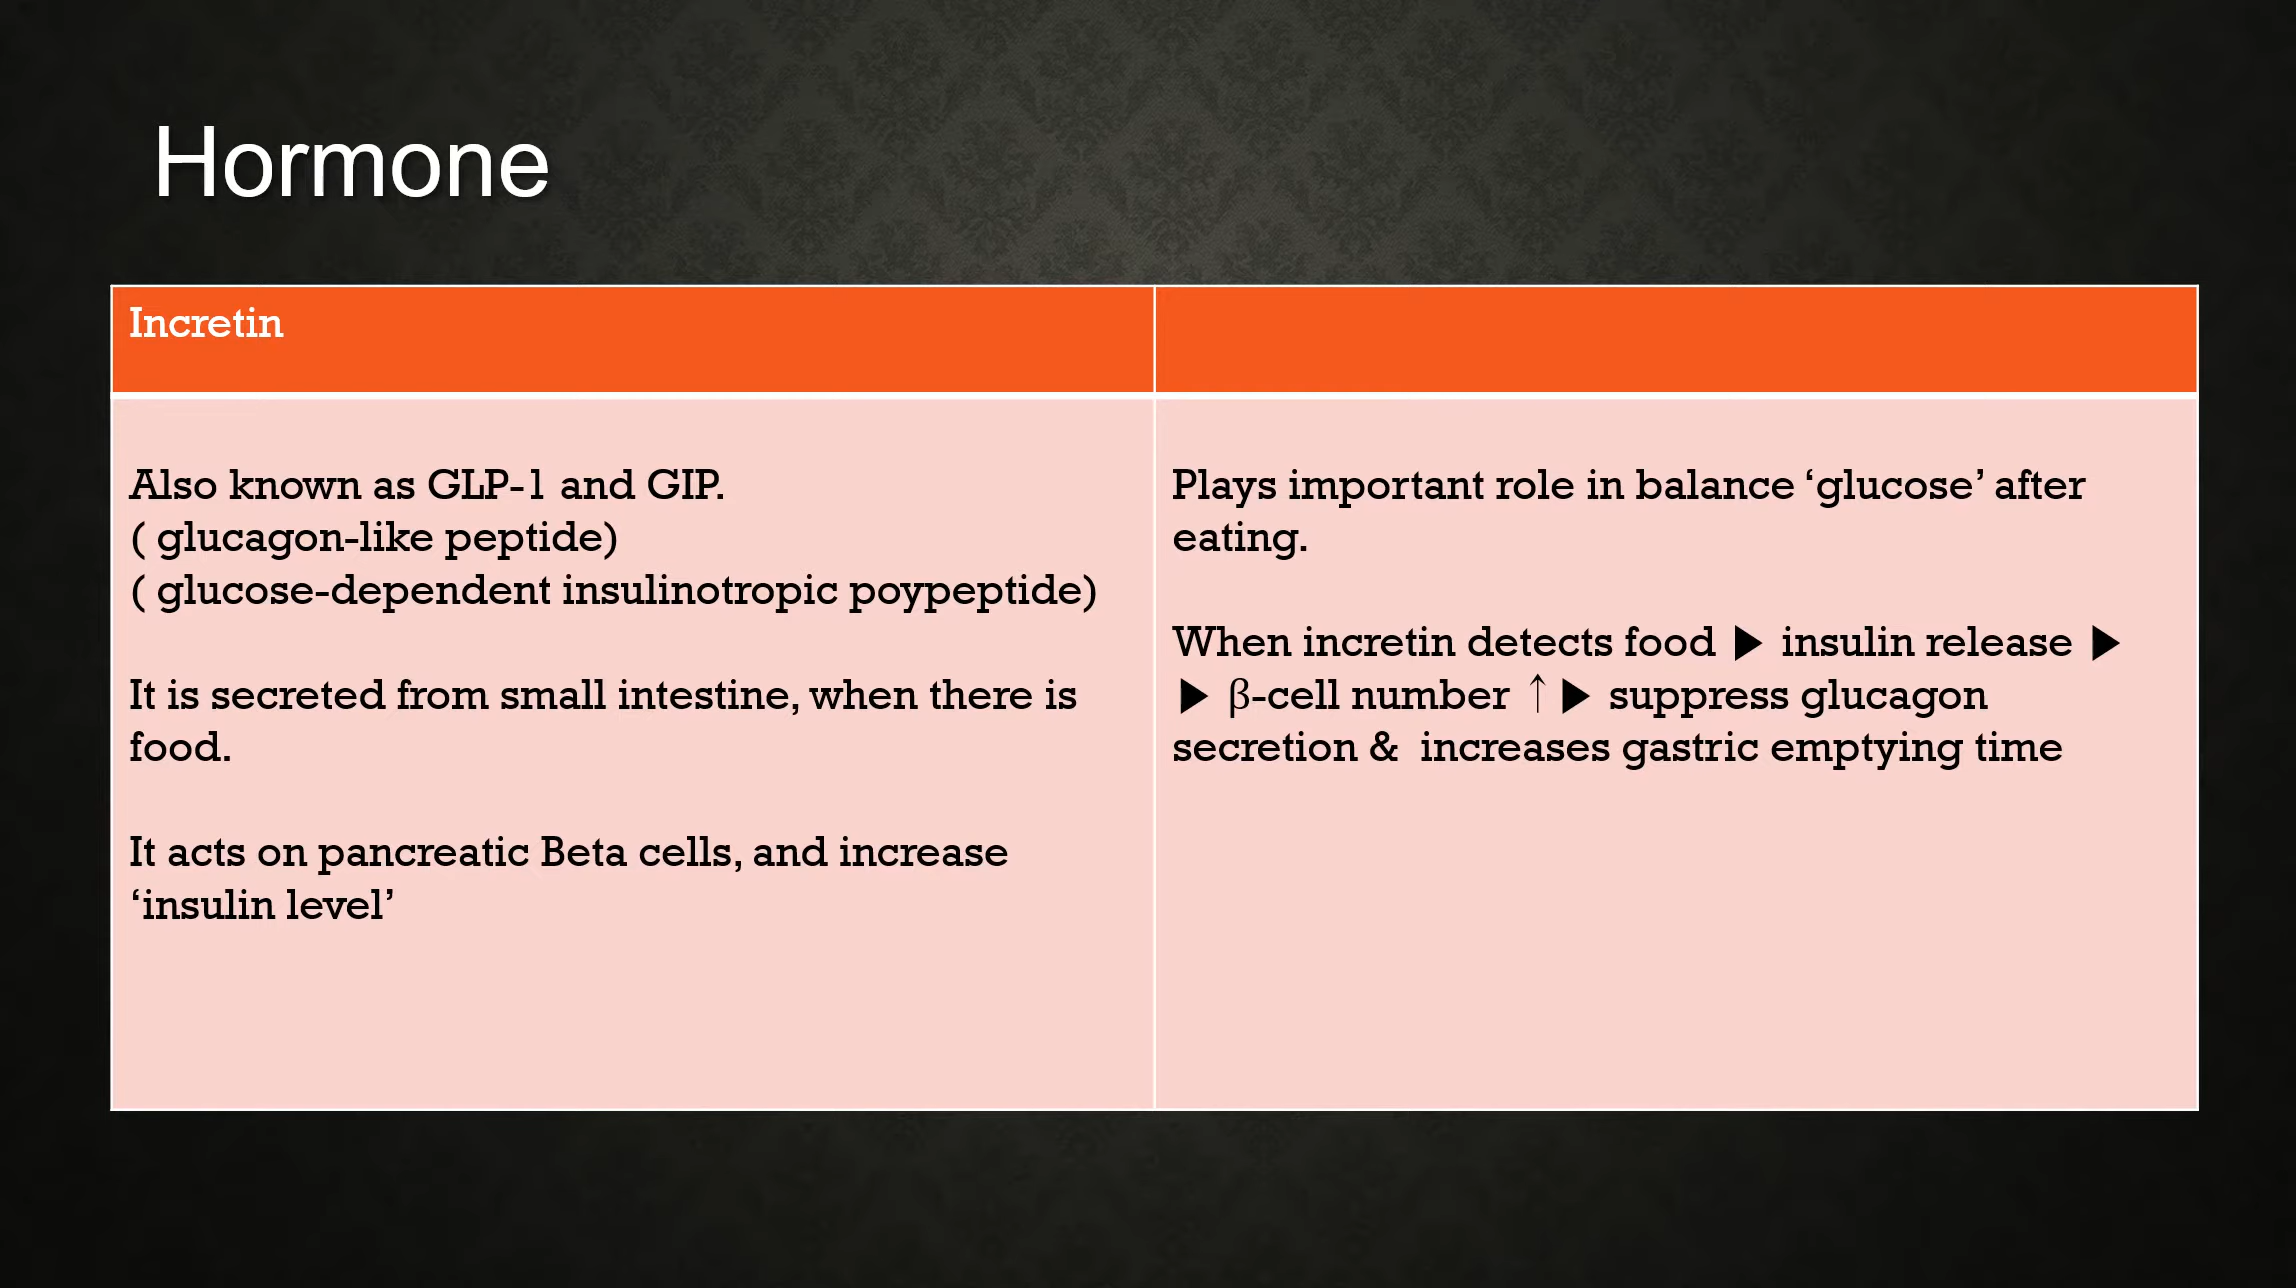 Hormone
Incretin
Also known as GLP-1 and GIP.
( glucagon-like peptide)
( glucose-dependent insulinotropic poypeptide)
It is secreted from small intestine, when there is
food.
It acts on pancreatic Beta cells, and increase
‘insulin level’
Plays important role in balance ‘glucose’ after
eating.
When incretin detects food ▶ insulin release ▶
▶ β-cell number ↑ ▶ suppress glucagon
secretion & increases gastric emptying time